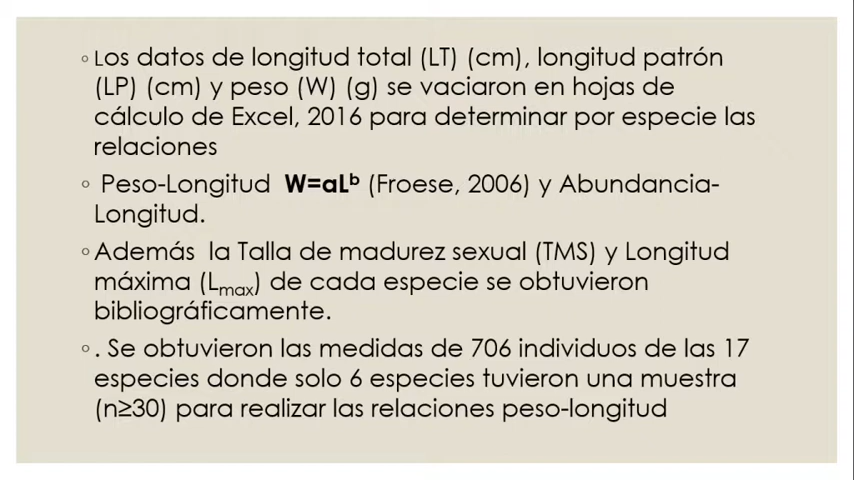 ◦ Los datos de longitud total (LT) (cm), longitud patrón
(LP) (cm) y peso (W) (g) se vaciaron en hojas de
cálculo de Excel, 2016 para determinar por especie las
relaciones
◦ Peso-Longitud W=aLᵇ (Froese, 2006) y Abundancia-
Longitud.
◦ Además la Talla de madurez sexual (TMS) y Longitud
máxima (Lmax) de cada especie se obtuvieron
bibliográficamente.
◦ . Se obtuvieron las medidas de 706 individuos de las 17
especies donde solo 6 especies tuvieron una muestra
(n≥30) para realizar las relaciones peso-longitud